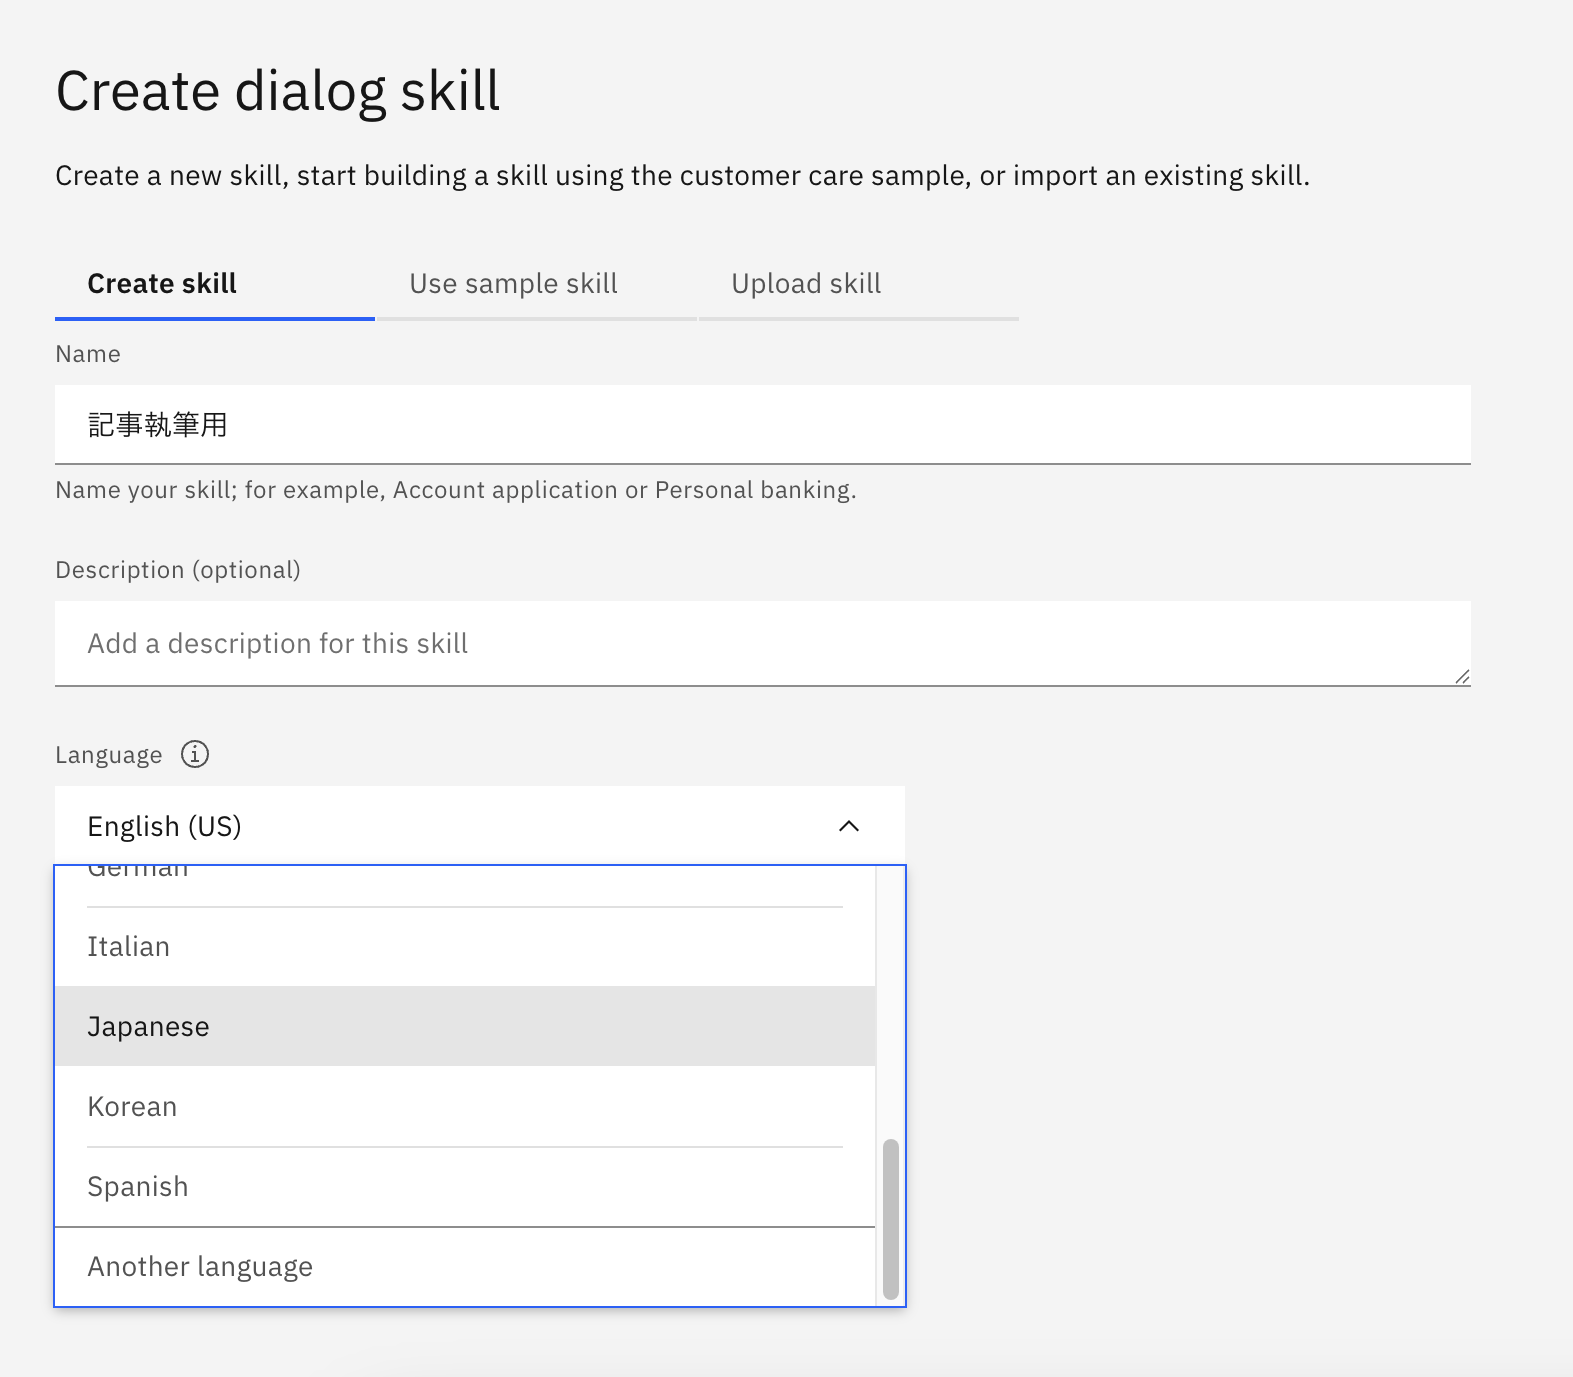 Create dialog skill
Create a new skill, start building a skill using the customer care sample, or import an existing skill.
Create skill
Use sample skill
Upload skill
Name
記事執筆用
Name your skill; for example, Account application or Personal banking.
Description (optional)
Add a description for this skill
Language
English (US)
German
Italian
Japanese
Korean
Spanish
Another language